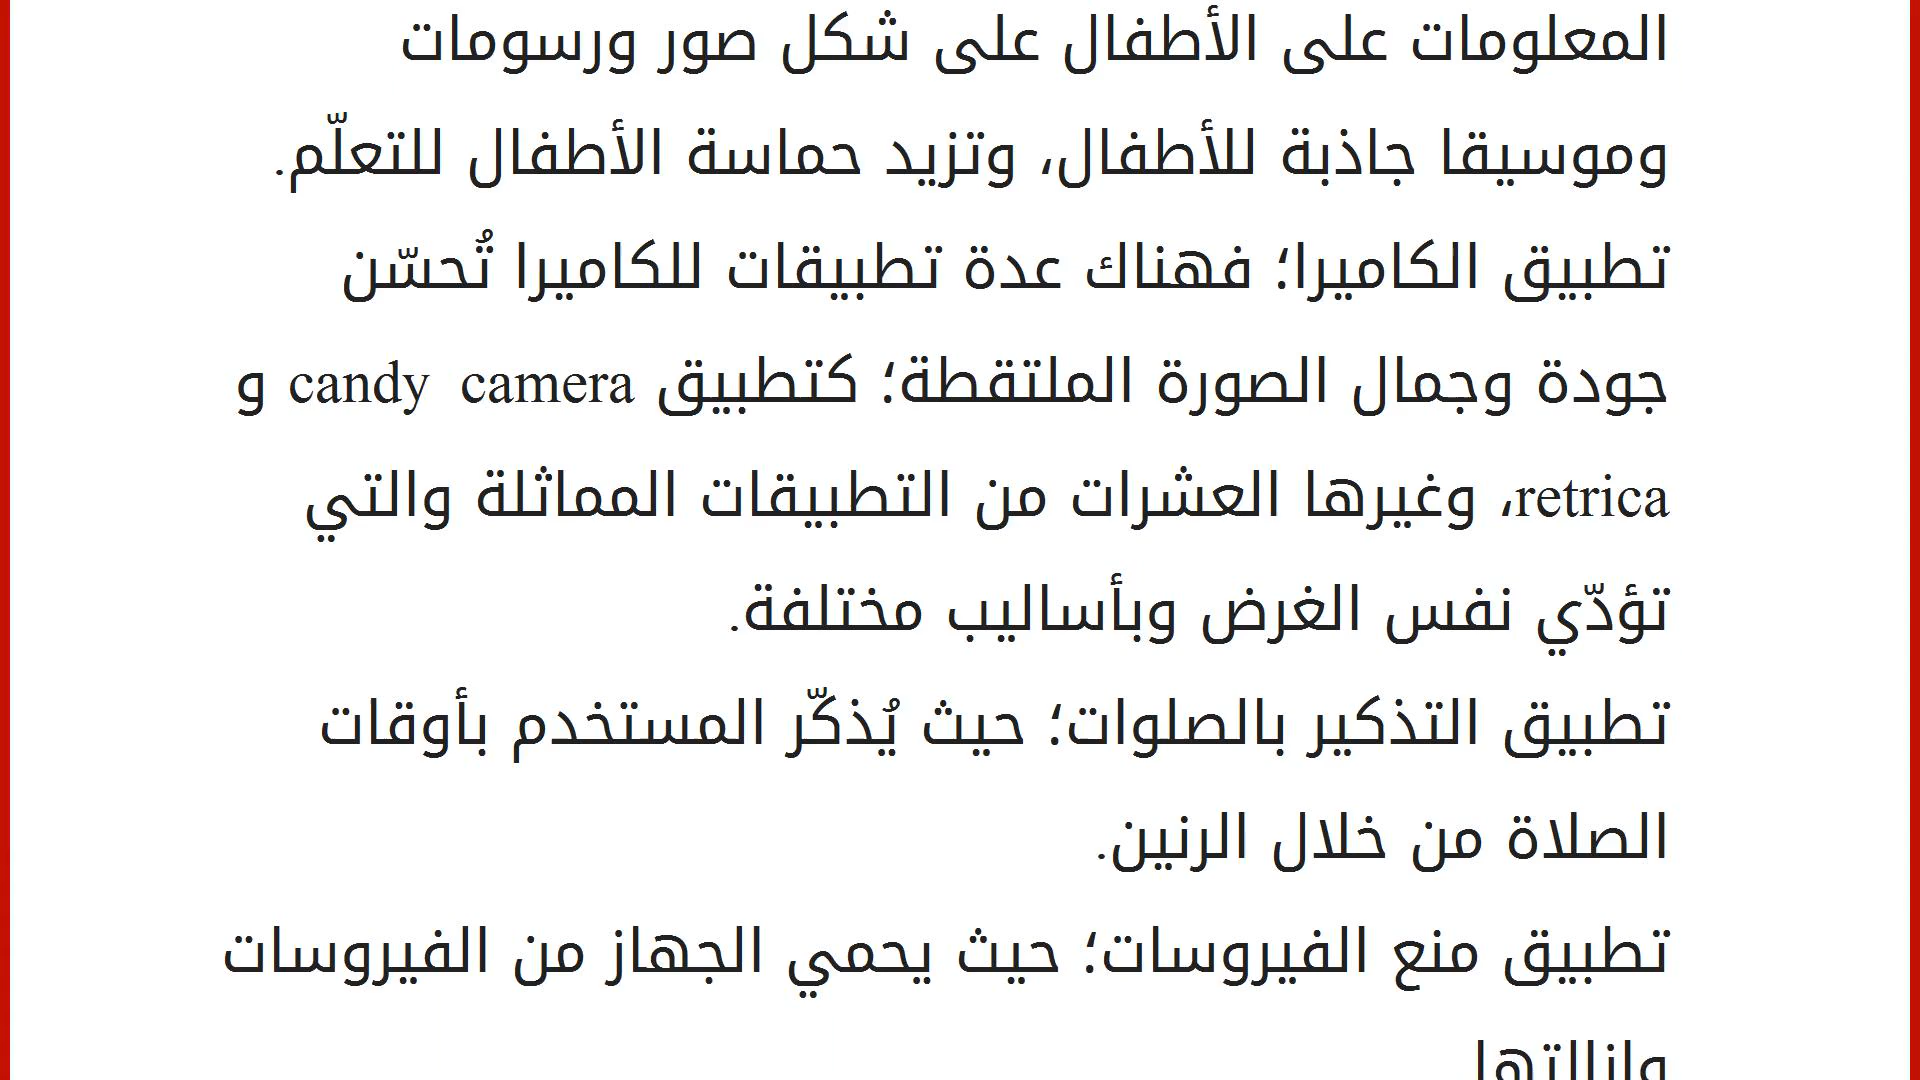 المعلومات على الأطفال على شكل صور ورسومات
وموسيقا جاذبة للأطفال، وتزيد حماسة الأطفال للتعلّم.
تطبيق الكاميرا؛ فهناك عدة تطبيقات للكاميرا تُحسّن
جودة وجمال الصورة الملتقطة؛ كتطبيق candy camera و
retrica، وغيرها العشرات من التطبيقات المماثلة والتي
تؤدّي نفس الغرض وبأساليب مختلفة.
تطبيق التذكير بالصلوات؛ حيث يُذكّر المستخدم بأوقات
الصلاة من خلال الرنين.
تطبيق منع الفيروسات؛ حيث يحمي الجهاز من الفيروسات